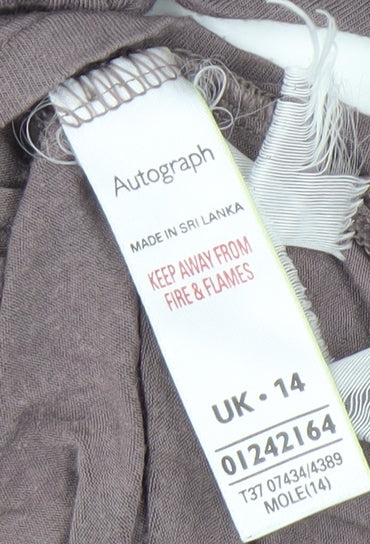 Autograph
MADE IN SRI LANKA
KEEP AWAY FROM
FIRE & FLAMES
UK • 14
01242164
T37 07434/4389
MOLE(14)